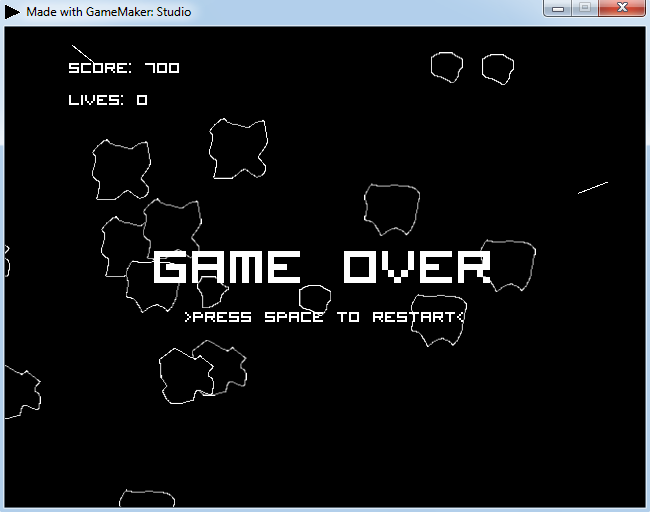 Made with GameMaker: Studio
SCORE: 700
LIVES: 0
GAME OVER
>PRESS SPACE TO RESTART<